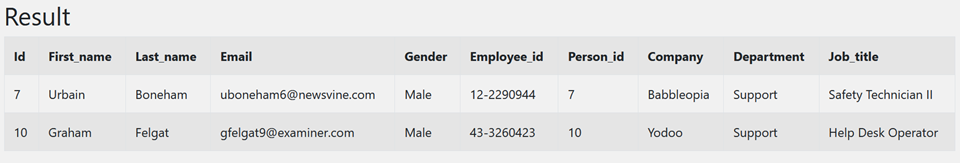 Result
Id First_name Last_name Email Gender Employee_id Person_id Company Department Job_title
7 Urbain Boneham uboneham6@newsvine.com Male 12-2290944 7 Babbleopia Support Safety Technician II
10 Graham Felgat gfelgat9@examiner.com Male 43-3260423 10 Yodoo Support Help Desk Operator